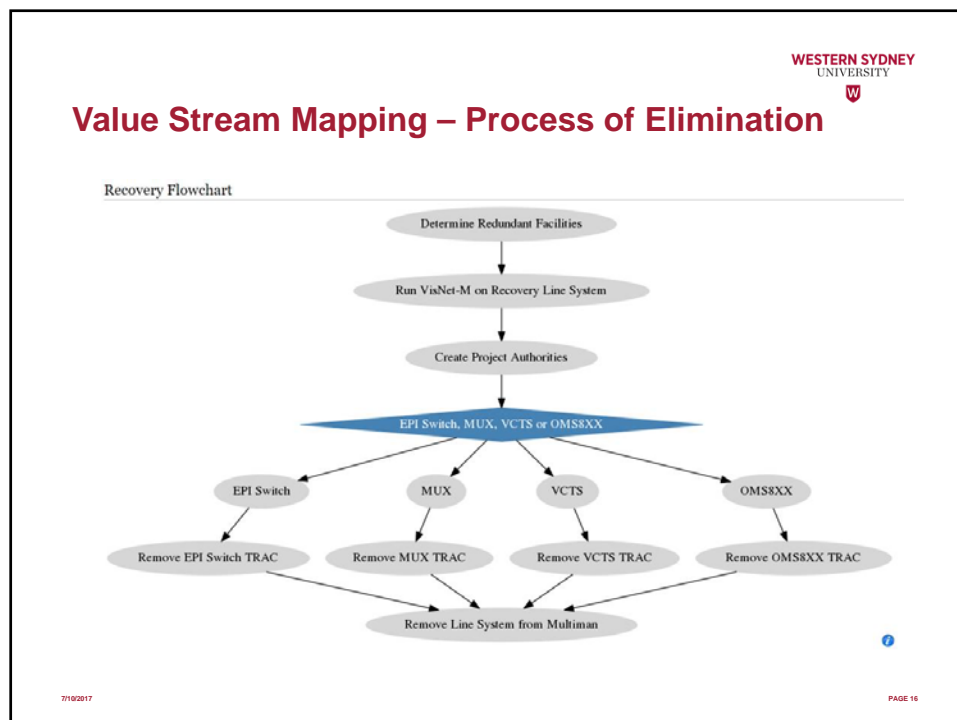 WESTERN SYDNEY
UNIVERSITY
W
Value Stream Mapping – Process of Elimination
Recovery Flowchart
Determine Redundant Facilities
Run VisNet-M on Recovery Line System
Create Project Authorities
EPI Switch, MUX, VCTS or OMS8XX
EPI Switch
MUX
VCTS
OMS8XX
Remove EPI Switch TRAC
Remove MUX TRAC
Remove VCTS TRAC
Remove OMS8XX TRAC
Remove Line System from Multiman
i
7/10/2017
PAGE 16